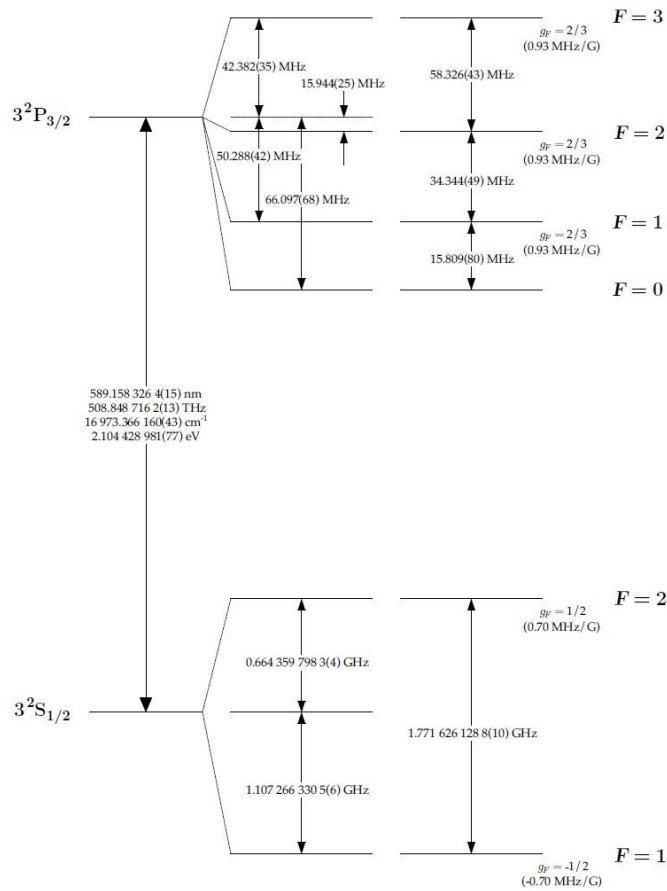 F = 3
g_F = 2/3
(0.93 MHz/G)
42.382(35) MHz
15.944(25) MHz
58.326(43) MHz
3²P₃/₂
F = 2
g_F = 2/3
(0.93 MHz/G)
50.288(42) MHz
34.344(49) MHz
66.097(68) MHz
F = 1
g_F = 2/3
(0.93 MHz/G)
15.809(80) MHz
F = 0
589.158 326 4(15) nm
508.848 716 2(13) THz
16 973.366 160(43) cm⁻¹
2.104 428 981(77) eV
F = 2
g_F = 1/2
(0.70 MHz/G)
0.664 359 798 3(4) GHz
3²S₁/₂
1.771 626 128 8(10) GHz
1.107 266 330 5(6) GHz
F = 1
g_F = -1/2
(-0.70 MHz/G)